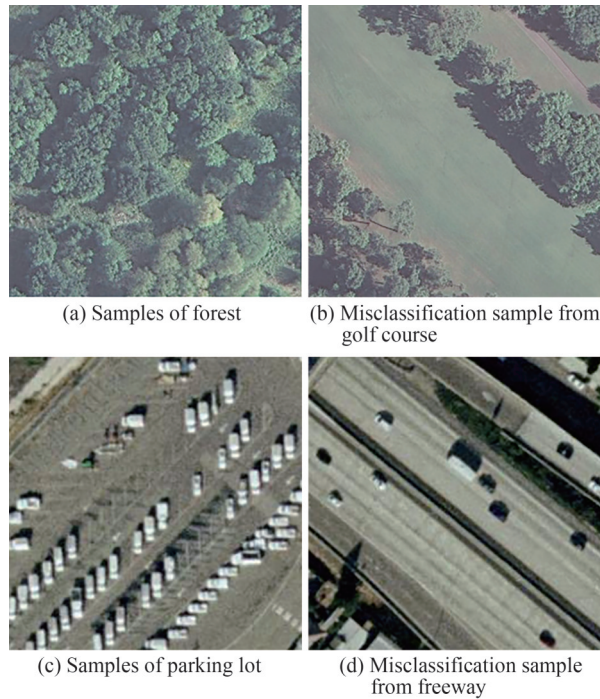 (a) Samples of forest
(b) Misclassification sample from
golf course
(c) Samples of parking lot
(d) Misclassification sample
from freeway